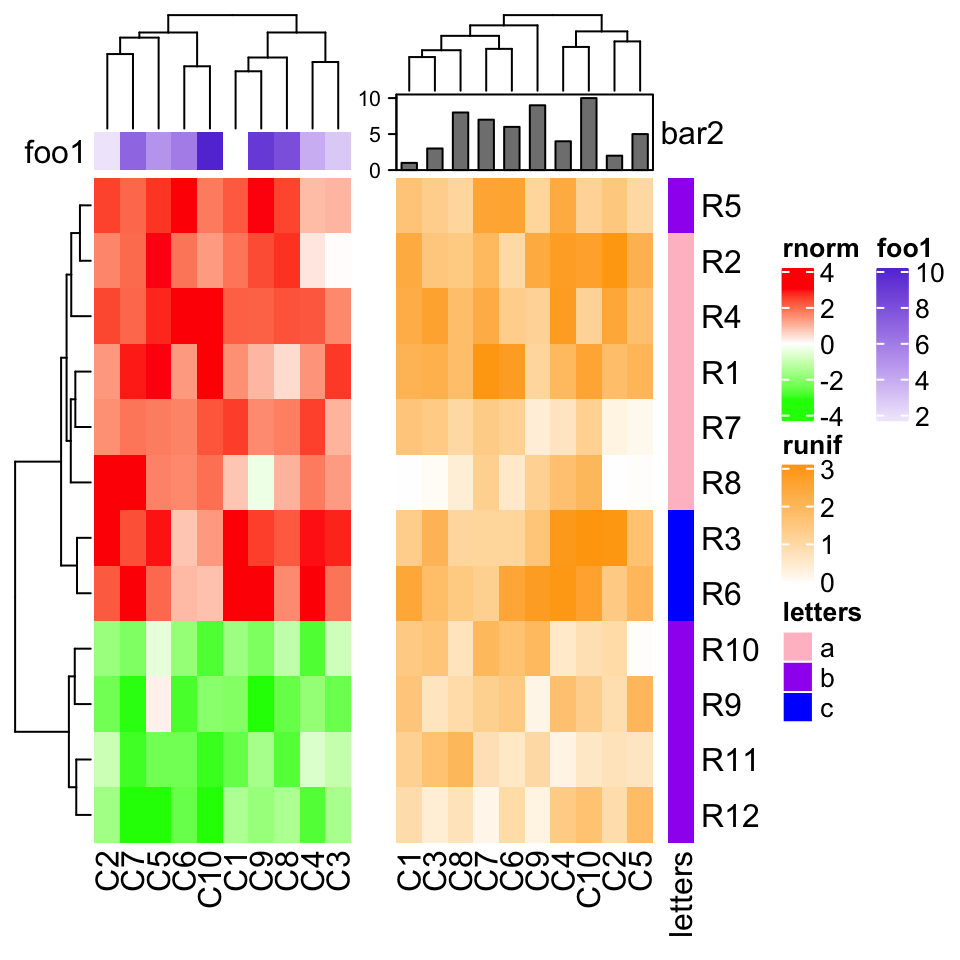 10
5
0
foo1
bar2
R5
R2
R4
R1
R7
R8
R3
R6
R10
R9
R11
R12
C2 C7 C5 C6 C10 C1 C9 C8 C4 C3
C1 C3 C8 C7 C6 C9 C4 C10 C2 C5
letters
rnorm
4
2
0
-2
-4
foo1
10
8
6
4
2
runif
3
2
1
0
letters
a
b
c